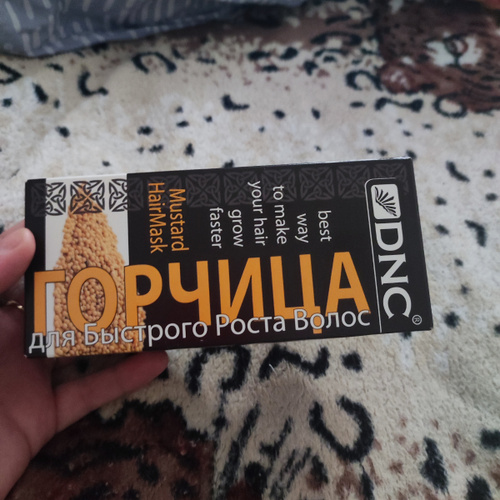 DNC®
best
way
to make
your hair
grow
faster
Mustard
HairMask
ГОРЧИЦА
для Быстрого Роста Волос